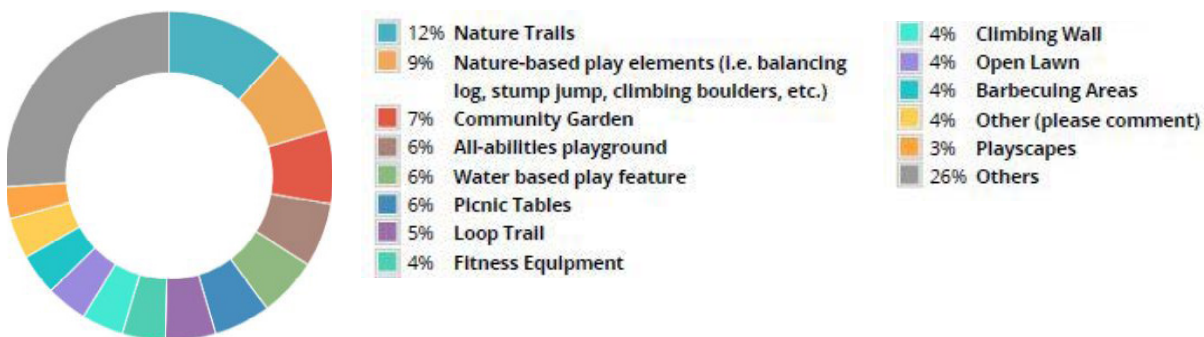 12% Nature Trails
9% Nature-based play elements (i.e. balancing
log, stump jump, climbing boulders, etc.)
7% Community Garden
6% All-abilities playground
6% Water based play feature
6% Picnic Tables
5% Loop Trail
4% Fitness Equipment
4% Climbing Wall
4% Open Lawn
4% Barbecuing Areas
4% Other (please comment)
3% Playscapes
26% Others